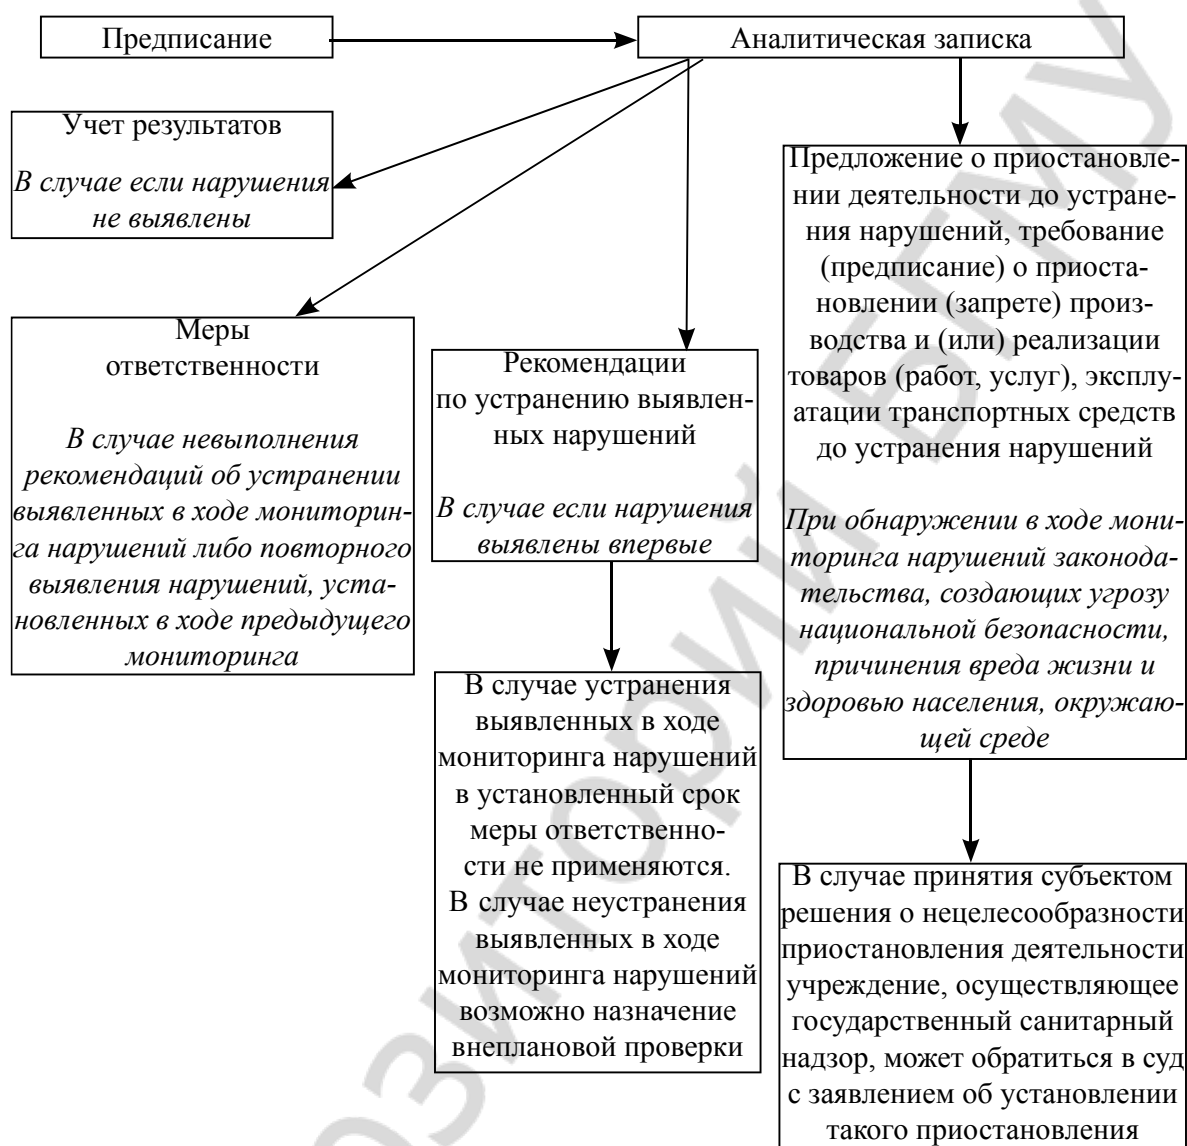 Предписание
Аналитическая записка
Учет результатов
В случае если нарушения
не выявлены
Меры
ответственности
В случае невыполнения
рекомендаций об устранении
выявленных в ходе мониторин-
га нарушений либо повторного
выявления нарушений, уста-
новленных в ходе предыдущего
мониторинга
Рекомендации
по устранению выявлен-
ных нарушений
В случае если нарушения
выявлены впервые
В случае устранения
выявленных в ходе
мониторинга нарушений
в установленный срок
меры ответственно-
сти не применяются.
В случае неустранения
выявленных в ходе
мониторинга нарушений
возможно назначение
внеплановой проверки
Предложение о приостановле-
нии деятельности до устране-
ния нарушений, требование
(предписание) о приоста-
новлении (запрете) произ-
водства и (или) реализации
товаров (работ, услуг), эксплу-
атации транспортных средств
до устранения нарушений
При обнаружении в ходе мони-
торинга нарушений законода-
тельства, создающих угрозу
национальной безопасности,
причинения вреда жизни и
здоровью населения, окружаю-
щей среде
В случае принятия субъектом
решения о нецелесообразности
приостановления деятельности
учреждение, осуществляющее
государственный санитарный
надзор, может обратиться в суд
с заявлением об установлении
такого приостановления
озиторий БГМУ